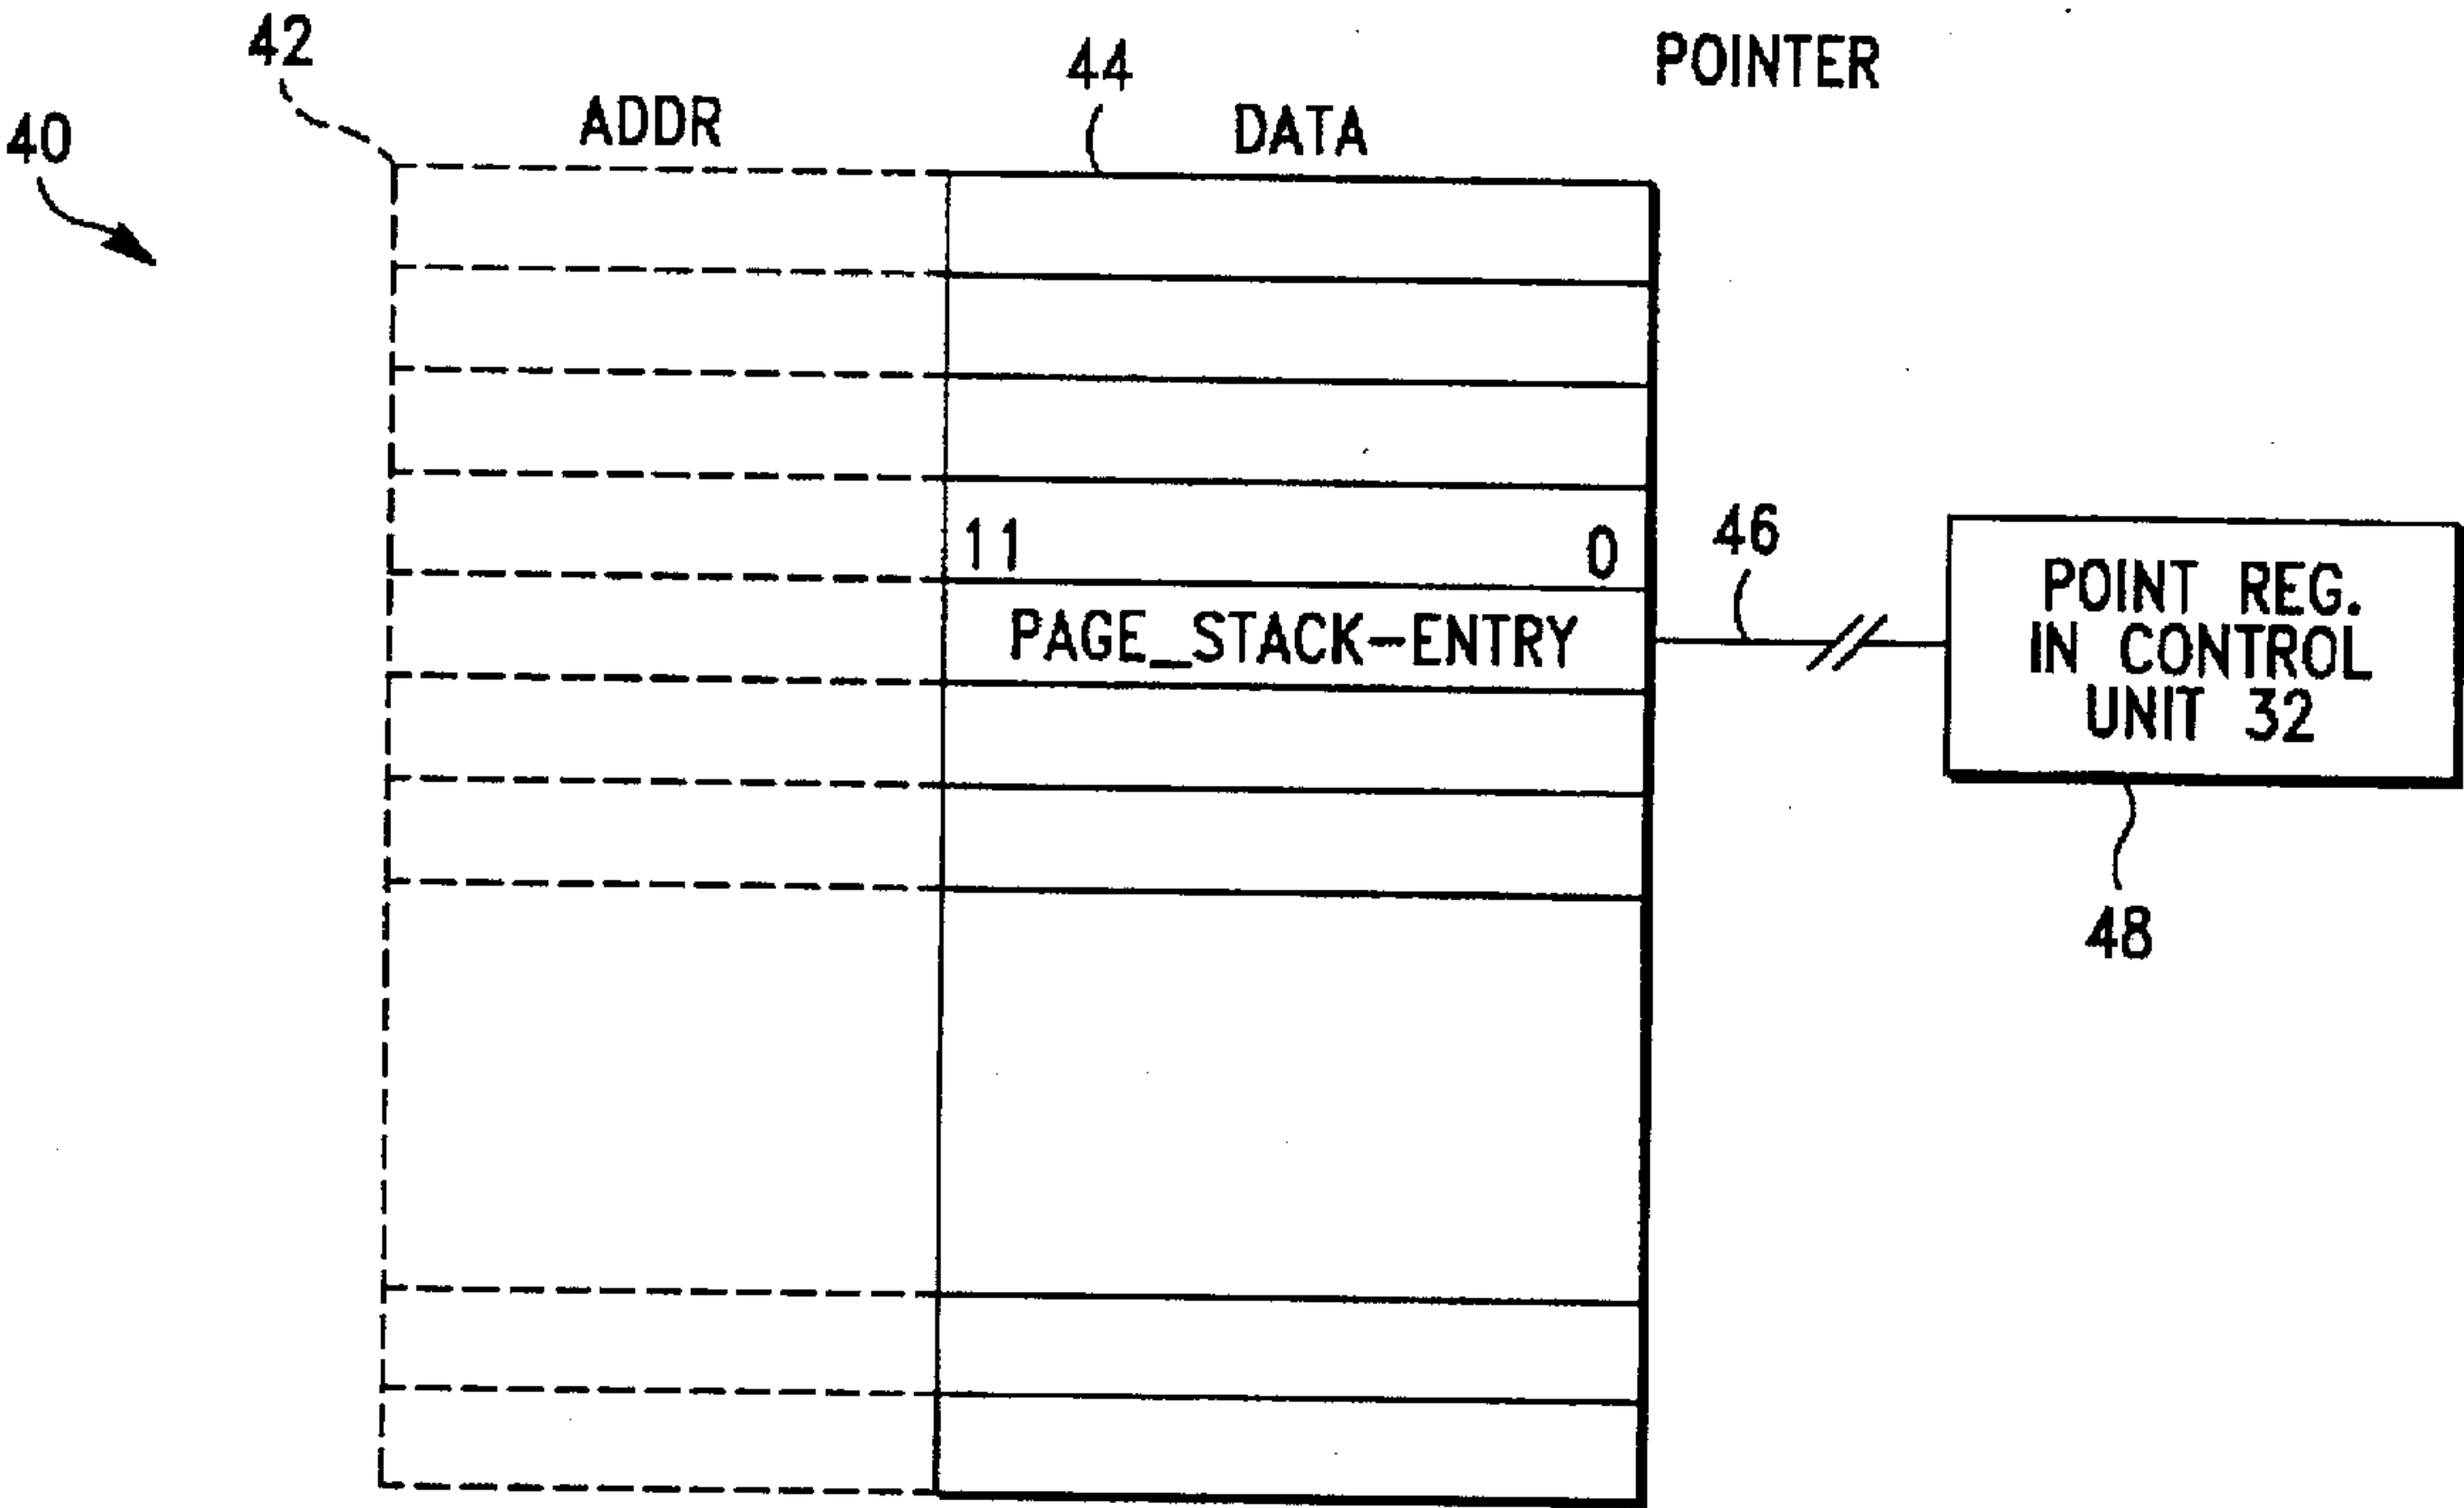 42
44
POINTER
40
ADDR
DATA
11
0
46
PAGE_STACK-ENTRY
POINT REG.
IN CONTROL
UNIT 32
48